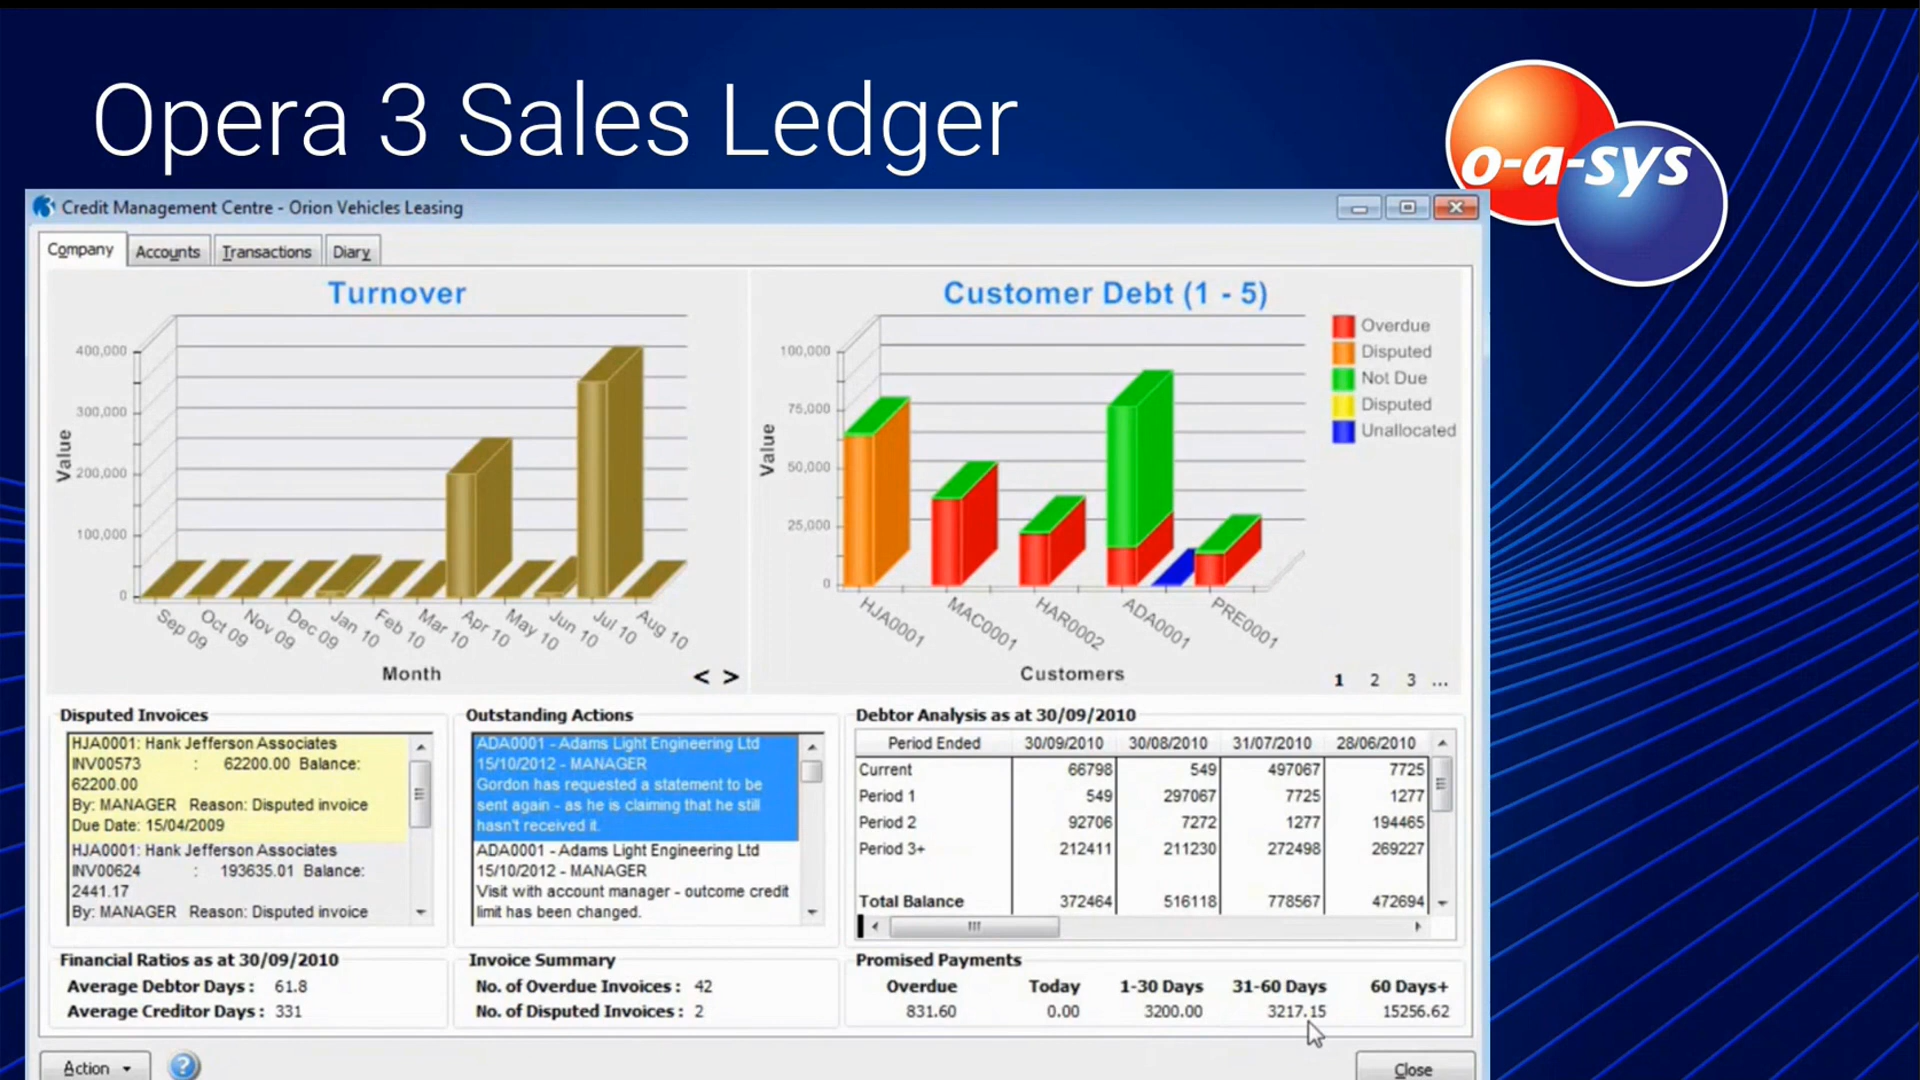 Opera 3 Sales Ledger
o-a-sys
Credit Management Centre - Orion Vehicles Leasing
Company Accounts Transactions Diary
Turnover
400,000
300,000
200,000
100,000
0
Value
Sep 09 Oct 09 Nov 09 Dec 09 Jan 10 Feb 10 Mar 10 Apr 10 May 10 Jun 10 Jul 10 Aug 10
Month
< >
Customer Debt (1 - 5)
100,000
75,000
50,000
25,000
0
Value
HJA0001 MAC0001 HAR0002 ADA0001 PRE0001
Customers
Overdue
Disputed
Not Due
Disputed
Unallocated
1 2 3 ...
Disputed Invoices
HJA0001: Hank Jefferson Associates
INV00573 : 62200.00 Balance:
62200.00
By: MANAGER Reason: Disputed invoice
Due Date: 15/04/2009
HJA0001: Hank Jefferson Associates
INV00624 : 193635.01 Balance:
2441.17
By: MANAGER Reason: Disputed invoice
Outstanding Actions
ADA0001 - Adams Light Engineering Ltd
15/10/2012 - MANAGER
Gordon has requested a statement to be
sent again - as he is claiming that he still
hasn't received it.
ADA0001 - Adams Light Engineering Ltd
15/10/2012 - MANAGER
Visit with account manager - outcome credit
limit has been changed.
Debtor Analysis as at 30/09/2010
Period Ended 30/09/2010 30/08/2010 31/07/2010 28/06/2010
Current 66798 549 497067 7725
Period 1 549 297067 7725 1277
Period 2 92706 7272 1277 194465
Period 3+ 212411 211230 272498 269227
Total Balance 372464 516118 778567 472694
Financial Ratios as at 30/09/2010
Average Debtor Days : 61.8
Average Creditor Days : 331
Invoice Summary
No. of Overdue Invoices : 42
No. of Disputed Invoices : 2
Promised Payments
Overdue Today 1-30 Days 31-60 Days 60 Days+
831.60 0.00 3200.00 3217.15 15256.62
Action ? Close